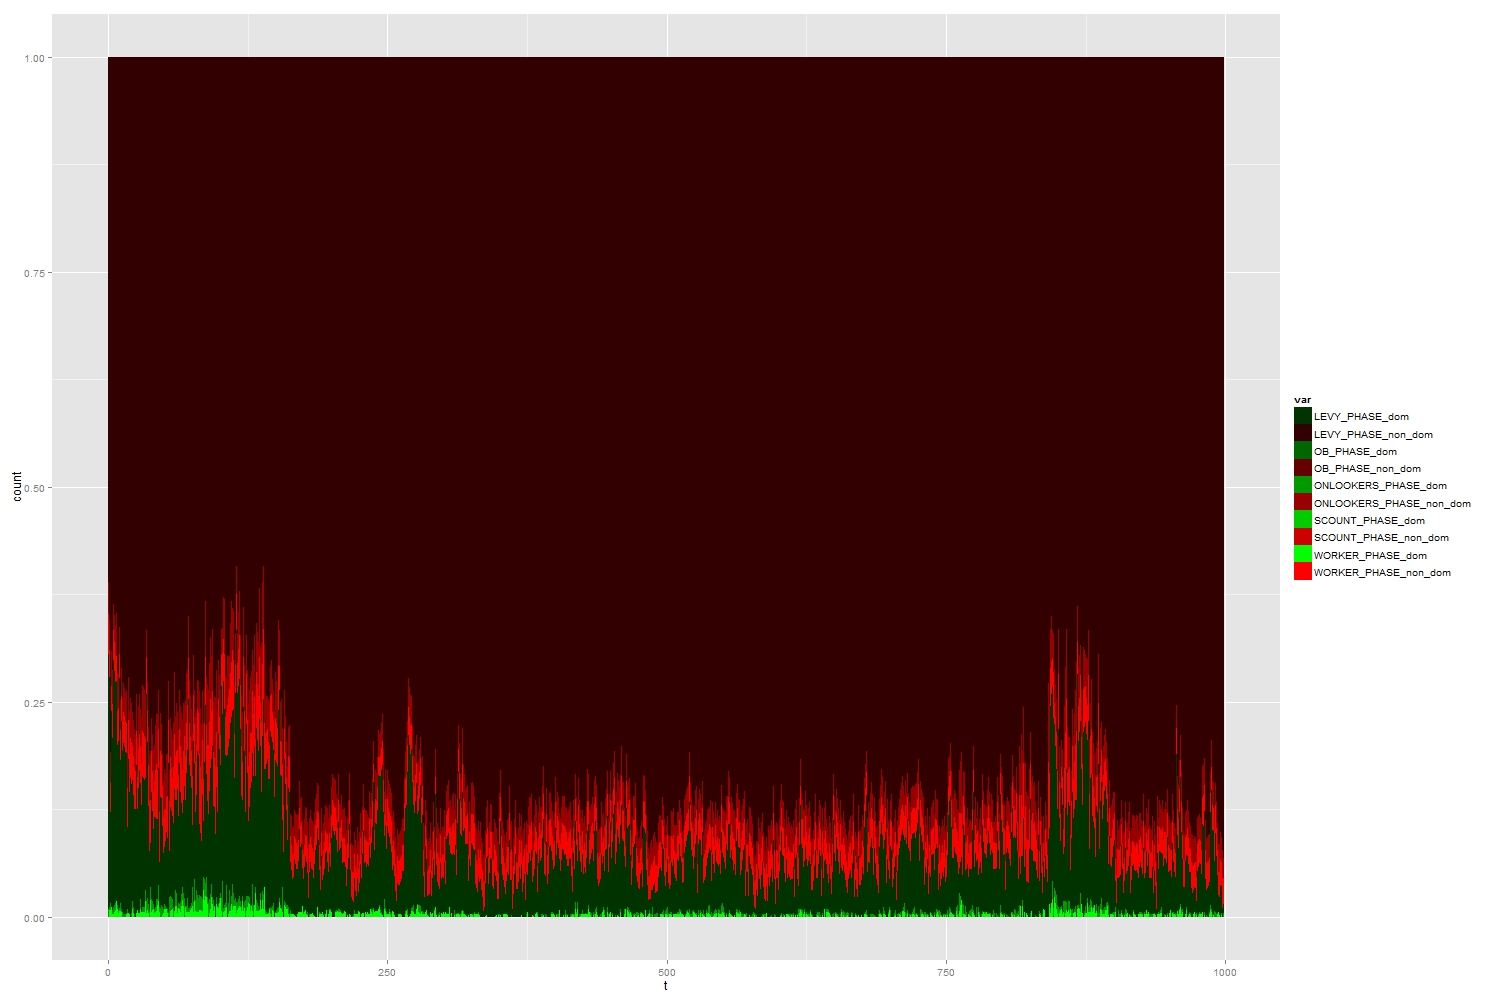 1.00
0.75
0.50
0.25
0.00
count
0
250
500
750
1000
t
var
LEVY_PHASE_dom
LEVY_PHASE_non_dom
OB_PHASE_dom
OB_PHASE_non_dom
ONLOOKERS_PHASE_dom
ONLOOKERS_PHASE_non_dom
SCOUNT_PHASE_dom
SCOUNT_PHASE_non_dom
WORKER_PHASE_dom
WORKER_PHASE_non_dom